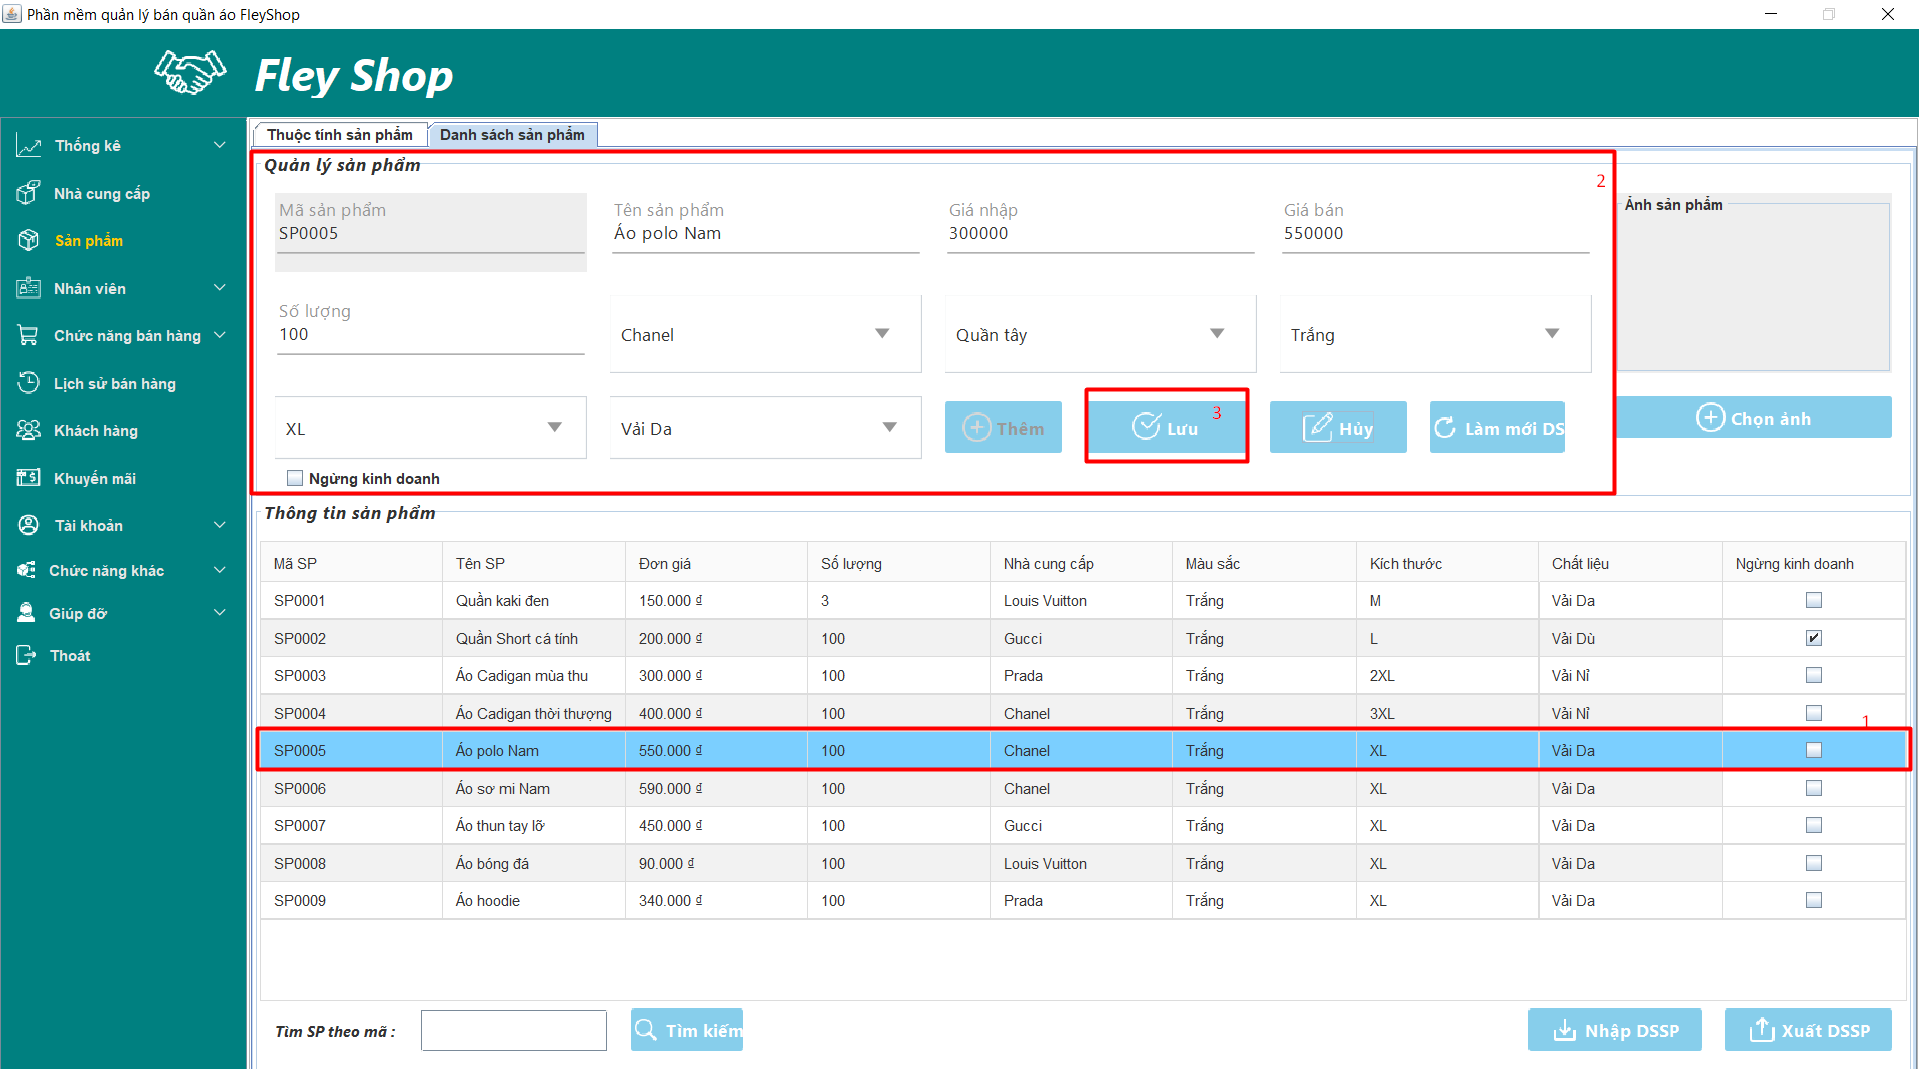 Phần mềm quản lý bán quần áo FleyShop
Fley Shop
Thống kê
Nhà cung cấp
Sản phẩm
Nhân viên
Chức năng bán hàng
Lịch sử bán hàng
Khách hàng
Khuyến mãi
Tài khoản
Chức năng khác
Giúp đỡ
Thoát
Thuộc tính sản phẩm Danh sách sản phẩm
Quản lý sản phẩm
2
Mã sản phẩm Tên sản phẩm Giá nhập Giá bán Ảnh sản phẩm
SP0005 Áo polo Nam 300000 550000
Số lượng
100 Chanel Quần tây Trắng
XL Vải Da Thêm Lưu 3 Hủy Làm mới DS Chọn ảnh
Ngừng kinh doanh
Thông tin sản phẩm
Mã SP Tên SP Đơn giá Số lượng Nhà cung cấp Màu sắc Kích thước Chất liệu Ngừng kinh doanh
SP0001 Quần kaki đen 150.000 ₫ 3 Louis Vuitton Trắng M Vải Da
SP0002 Quần Short cá tính 200.000 ₫ 100 Gucci Trắng L Vải Dù
SP0003 Áo Cadigan mùa thu 300.000 ₫ 100 Prada Trắng 2XL Vải Nỉ
SP0004 Áo Cadigan thời thượng 400.000 ₫ 100 Chanel Trắng 3XL Vải Nỉ
1
SP0005 Áo polo Nam 550.000 ₫ 100 Chanel Trắng XL Vải Da
SP0006 Áo sơ mi Nam 590.000 ₫ 100 Chanel Trắng XL Vải Da
SP0007 Áo thun tay lỡ 450.000 ₫ 100 Gucci Trắng XL Vải Da
SP0008 Áo bóng đá 90.000 ₫ 100 Louis Vuitton Trắng XL Vải Da
SP0009 Áo hoodie 340.000 ₫ 100 Prada Trắng XL Vải Da
Tìm SP theo mã : Tìm kiếm Nhập DSSP Xuất DSSP